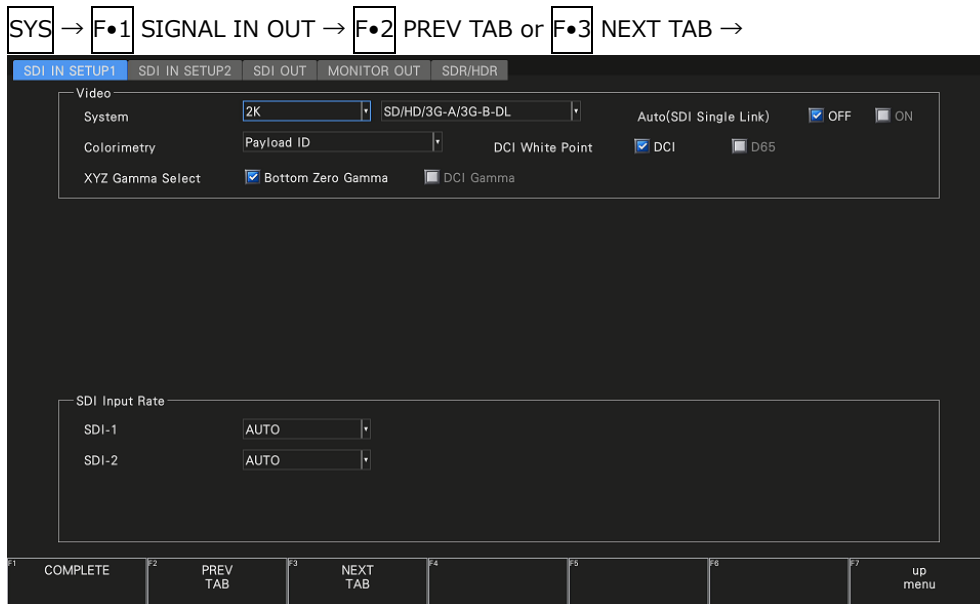 SYS → F•1 SIGNAL IN OUT → F•2 PREV TAB or F•3 NEXT TAB →
SDI IN SETUP1 SDI IN SETUP2 SDI OUT MONITOR OUT SDR/HDR
Video
System 2K SD/HD/3G-A/3G-B-DL Auto(SDI Single Link) OFF ON
Colorimetry Payload ID DCI White Point DCI D65
XYZ Gamma Select Bottom Zero Gamma DCI Gamma
SDI Input Rate
SDI-1 AUTO
SDI-2 AUTO
F1 COMPLETE F2 PREV TAB F3 NEXT TAB F4 F5 F6 F7 up menu